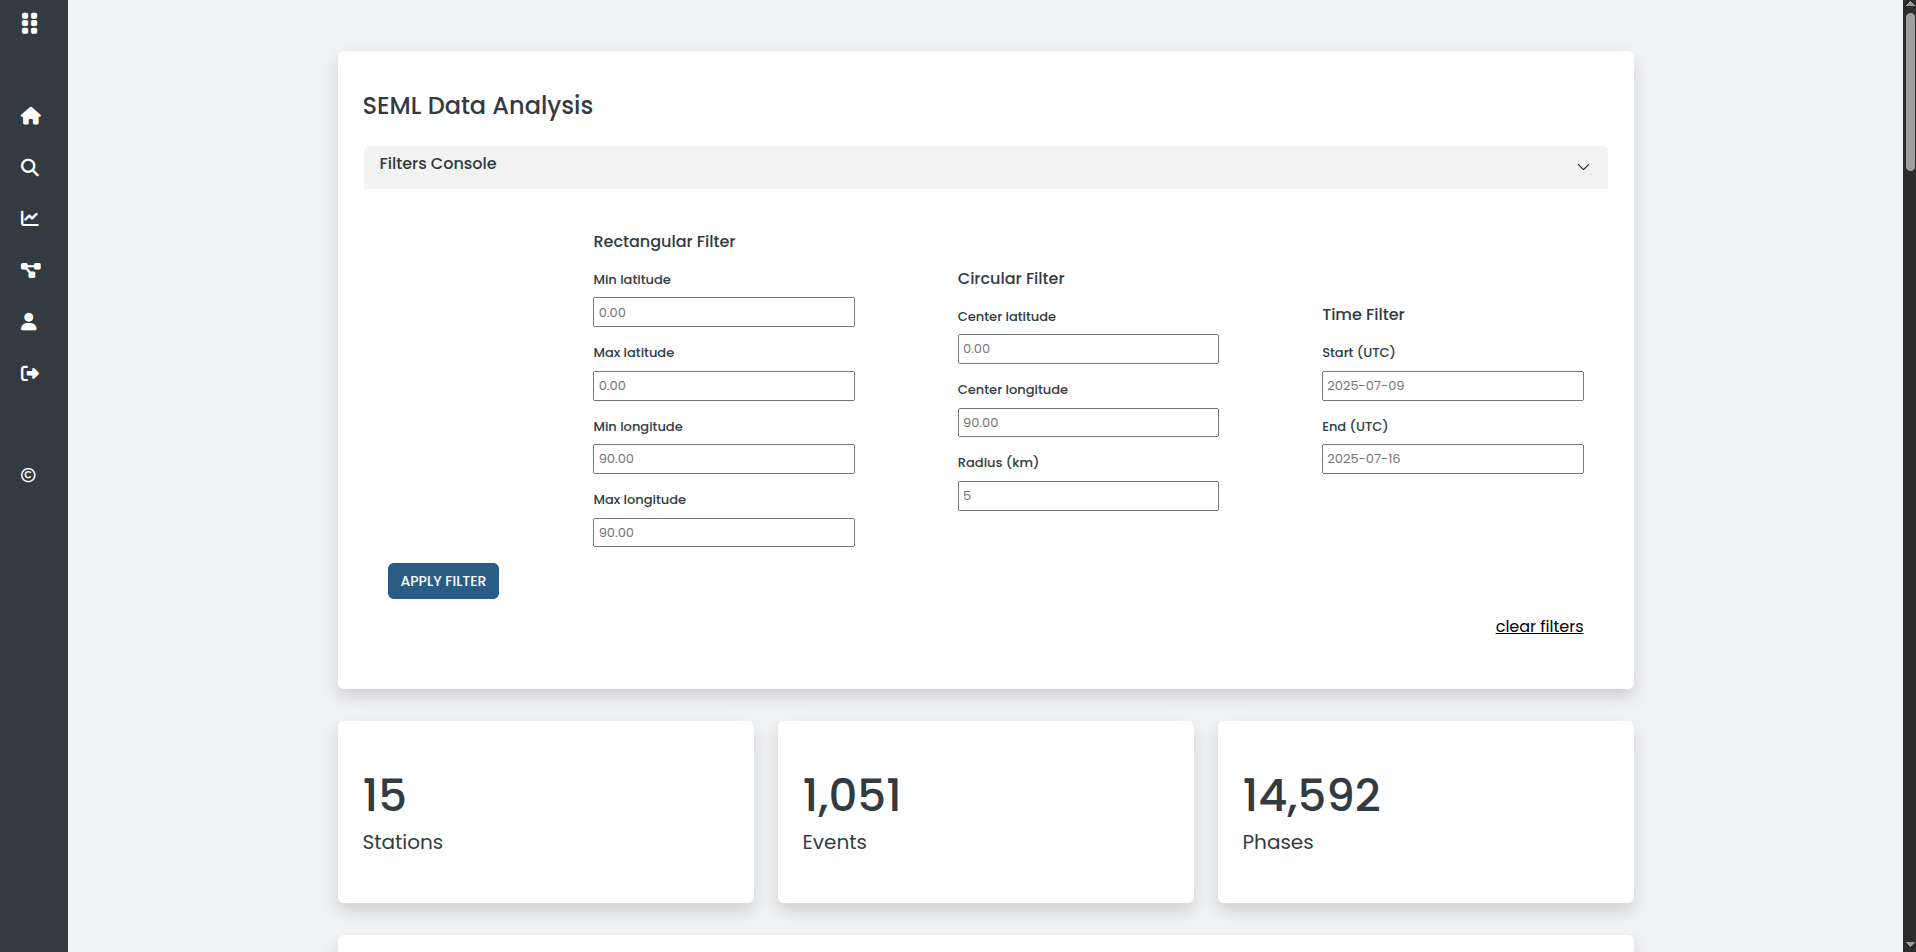 SEML Data Analysis
Filters Console
Rectangular Filter
Min latitude
0.00
Max latitude
0.00
Min longitude
90.00
Max longitude
90.00
Circular Filter
Center latitude
0.00
Center longitude
90.00
Radius (km)
5
Time Filter
Start (UTC)
2025-07-09
End (UTC)
2025-07-16
APPLY FILTER
clear filters
15
Stations
1,051
Events
14,592
Phases
©